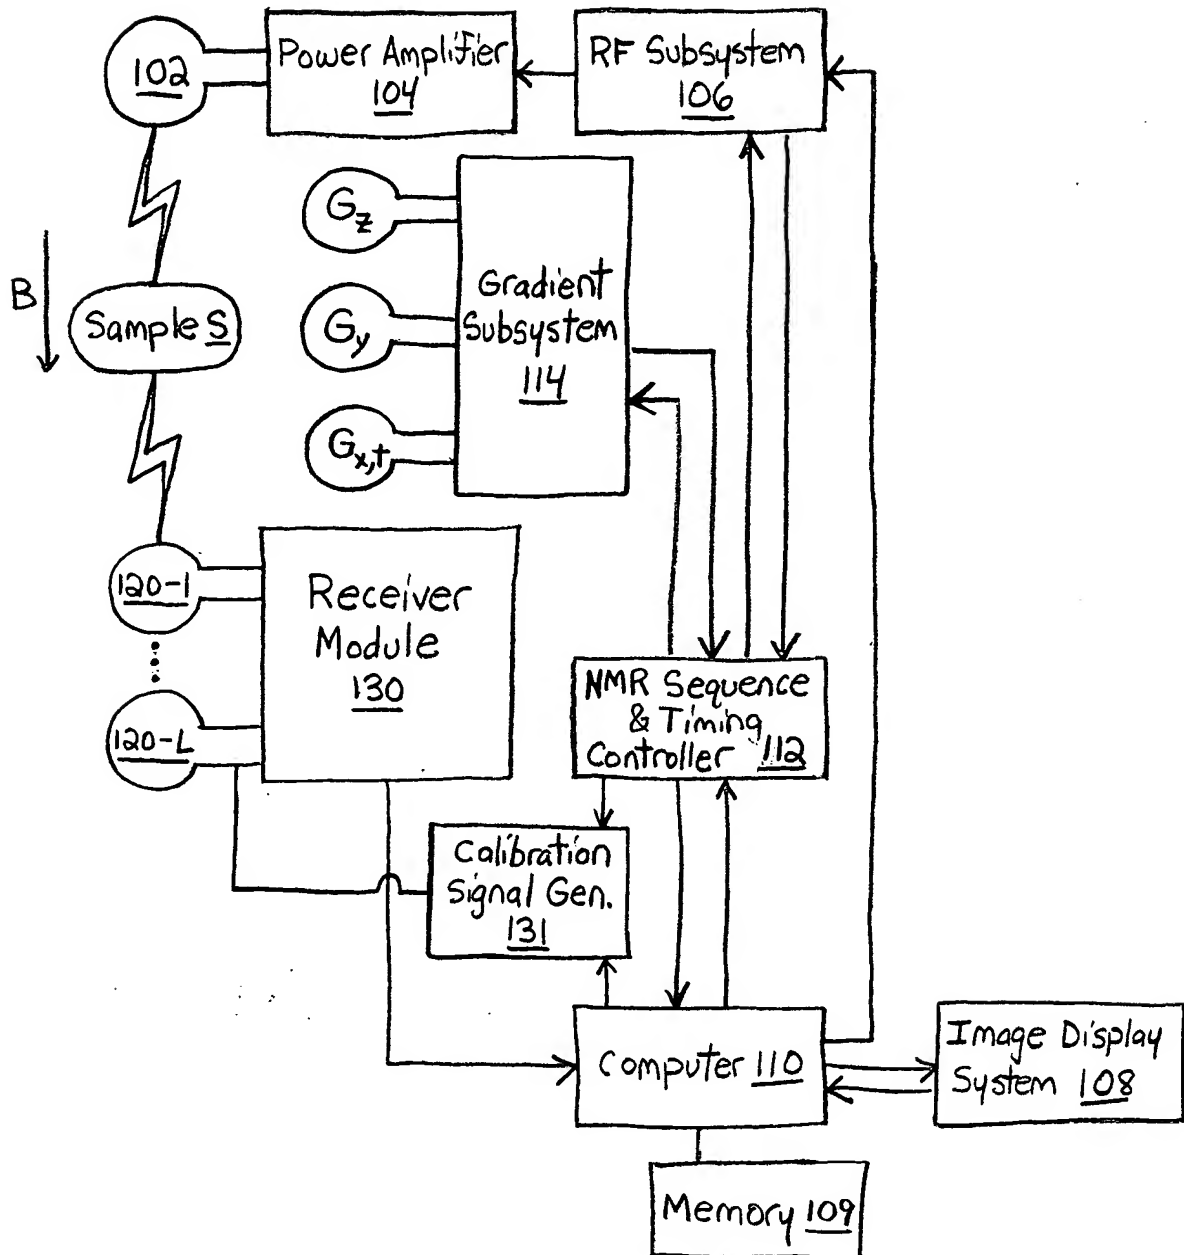 102
Power Amplifier
104
RF Subsystem
106
Gz
Gradient
Subsystem
114
B
Sample S
Gy
Gx,t
120-1
Receiver
Module
130
120-L
NMR Sequence
& Timing
Controller 112
Calibration
Signal Gen.
131
Computer 110
Image Display
System 108
Memory 109